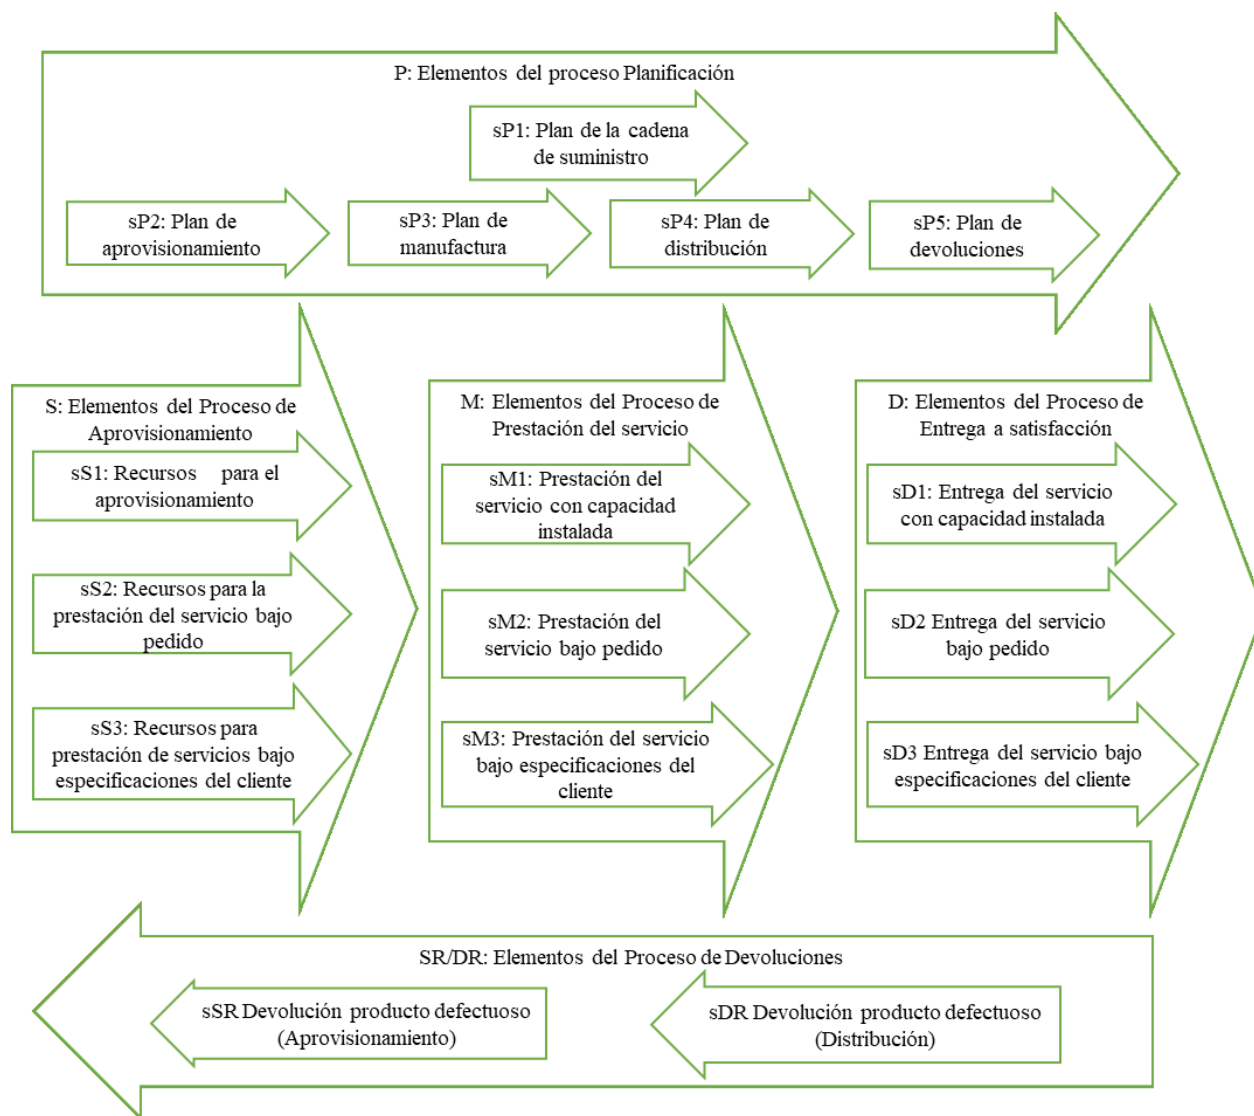 P: Elementos del proceso Planificación
sP1: Plan de la cadena
de suministro
sP2: Plan de
aprovisionamiento
sP3: Plan de
manufactura
sP4: Plan de
distribución
sP5: Plan de
devoluciones
S: Elementos del Proceso de
Aprovisionamiento
sS1: Recursos para el
aprovisionamiento
sS2: Recursos para la
prestación del servicio bajo
pedido
sS3: Recursos para
prestación de servicios bajo
especificaciones del cliente
M: Elementos del Proceso de
Prestación del servicio
sM1: Prestación del
servicio con capacidad
instalada
sM2: Prestación del
servicio bajo pedido
sM3: Prestación del servicio
bajo especificaciones del
cliente
D: Elementos del Proceso de
Entrega a satisfacción
sD1: Entrega del servicio
con capacidad instalada
sD2 Entrega del servicio
bajo pedido
sD3 Entrega del servicio bajo
especificaciones del cliente
SR/DR: Elementos del Proceso de Devoluciones
sSR Devolución producto defectuoso
(Aprovisionamiento)
sDR Devolución producto defectuoso
(Distribución)